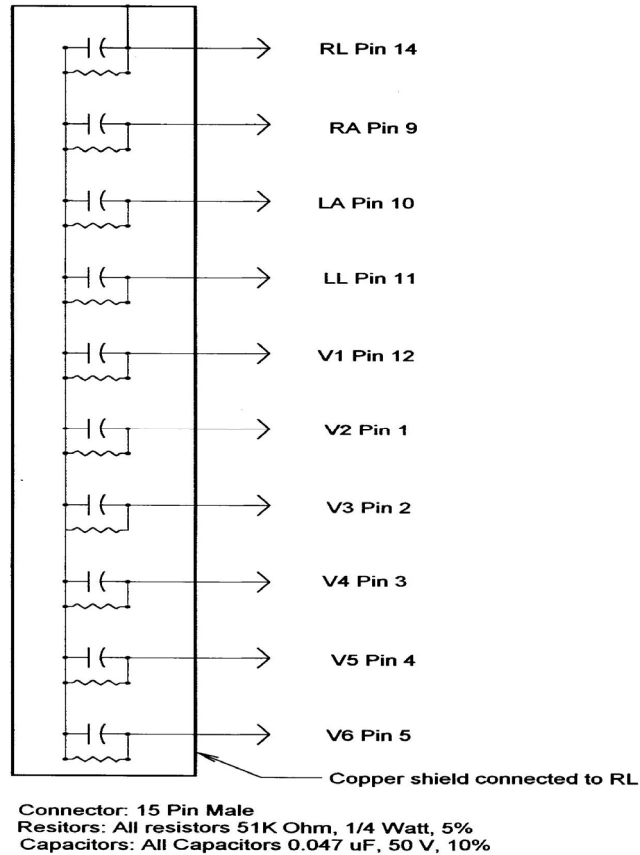 RL Pin 14
RA Pin 9
LA Pin 10
LL Pin 11
V1 Pin 12
V2 Pin 1
V3 Pin 2
V4 Pin 3
V5 Pin 4
V6 Pin 5
Copper shield connected to RL
Connector: 15 Pin Male
Resitors: All resistors 51K Ohm, 1/4 Watt, 5%
Capacitors: All Capacitors 0.047 uF, 50 V, 10%